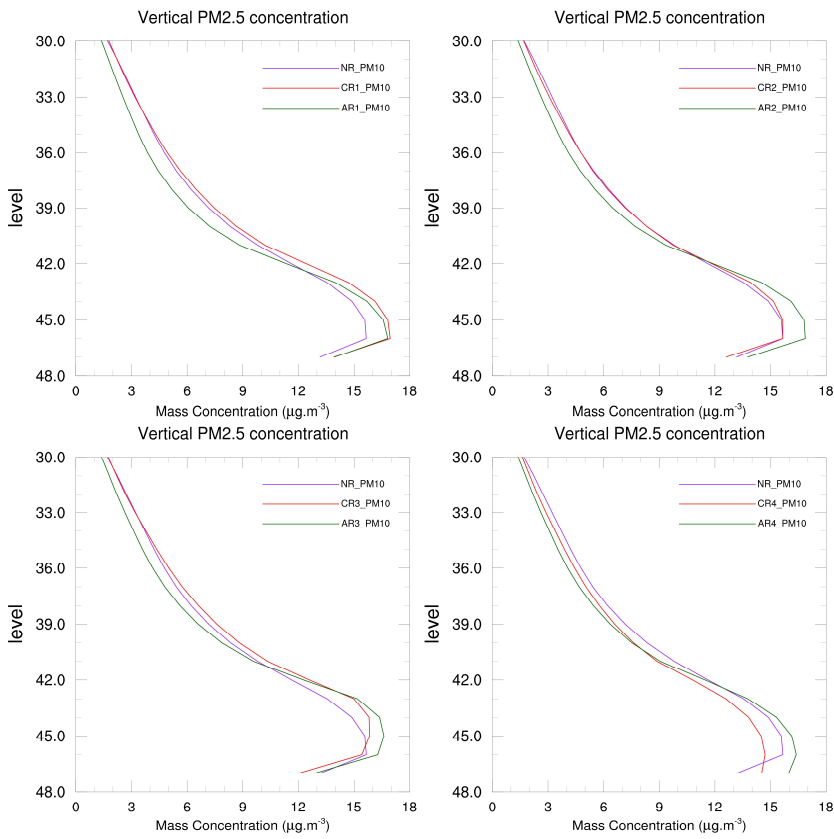 Vertical PM2.5 concentration
30.0
33.0
36.0
39.0
42.0
45.0
48.0
level
NR_PM10
CR1_PM10
AR1_PM10
0 3 6 9 12 15 18
Mass Concentration (μg.m-3)
Vertical PM2.5 concentration
30.0
33.0
36.0
39.0
42.0
45.0
48.0
NR_PM10
CR2_PM10
AR2_PM10
0 3 6 9 12 15 18
Mass Concentration (μg.m-3)
Vertical PM2.5 concentration
30.0
33.0
36.0
39.0
42.0
45.0
48.0
level
NR_PM10
CR3_PM10
AR3_PM10
0 3 6 9 12 15 18
Mass Concentration (μg.m-3)
Vertical PM2.5 concentration
30.0
33.0
36.0
39.0
42.0
45.0
48.0
NR_PM10
CR4_PM10
AR4_PM10
0 3 6 9 12 15 18
Mass Concentration (μg.m-3)